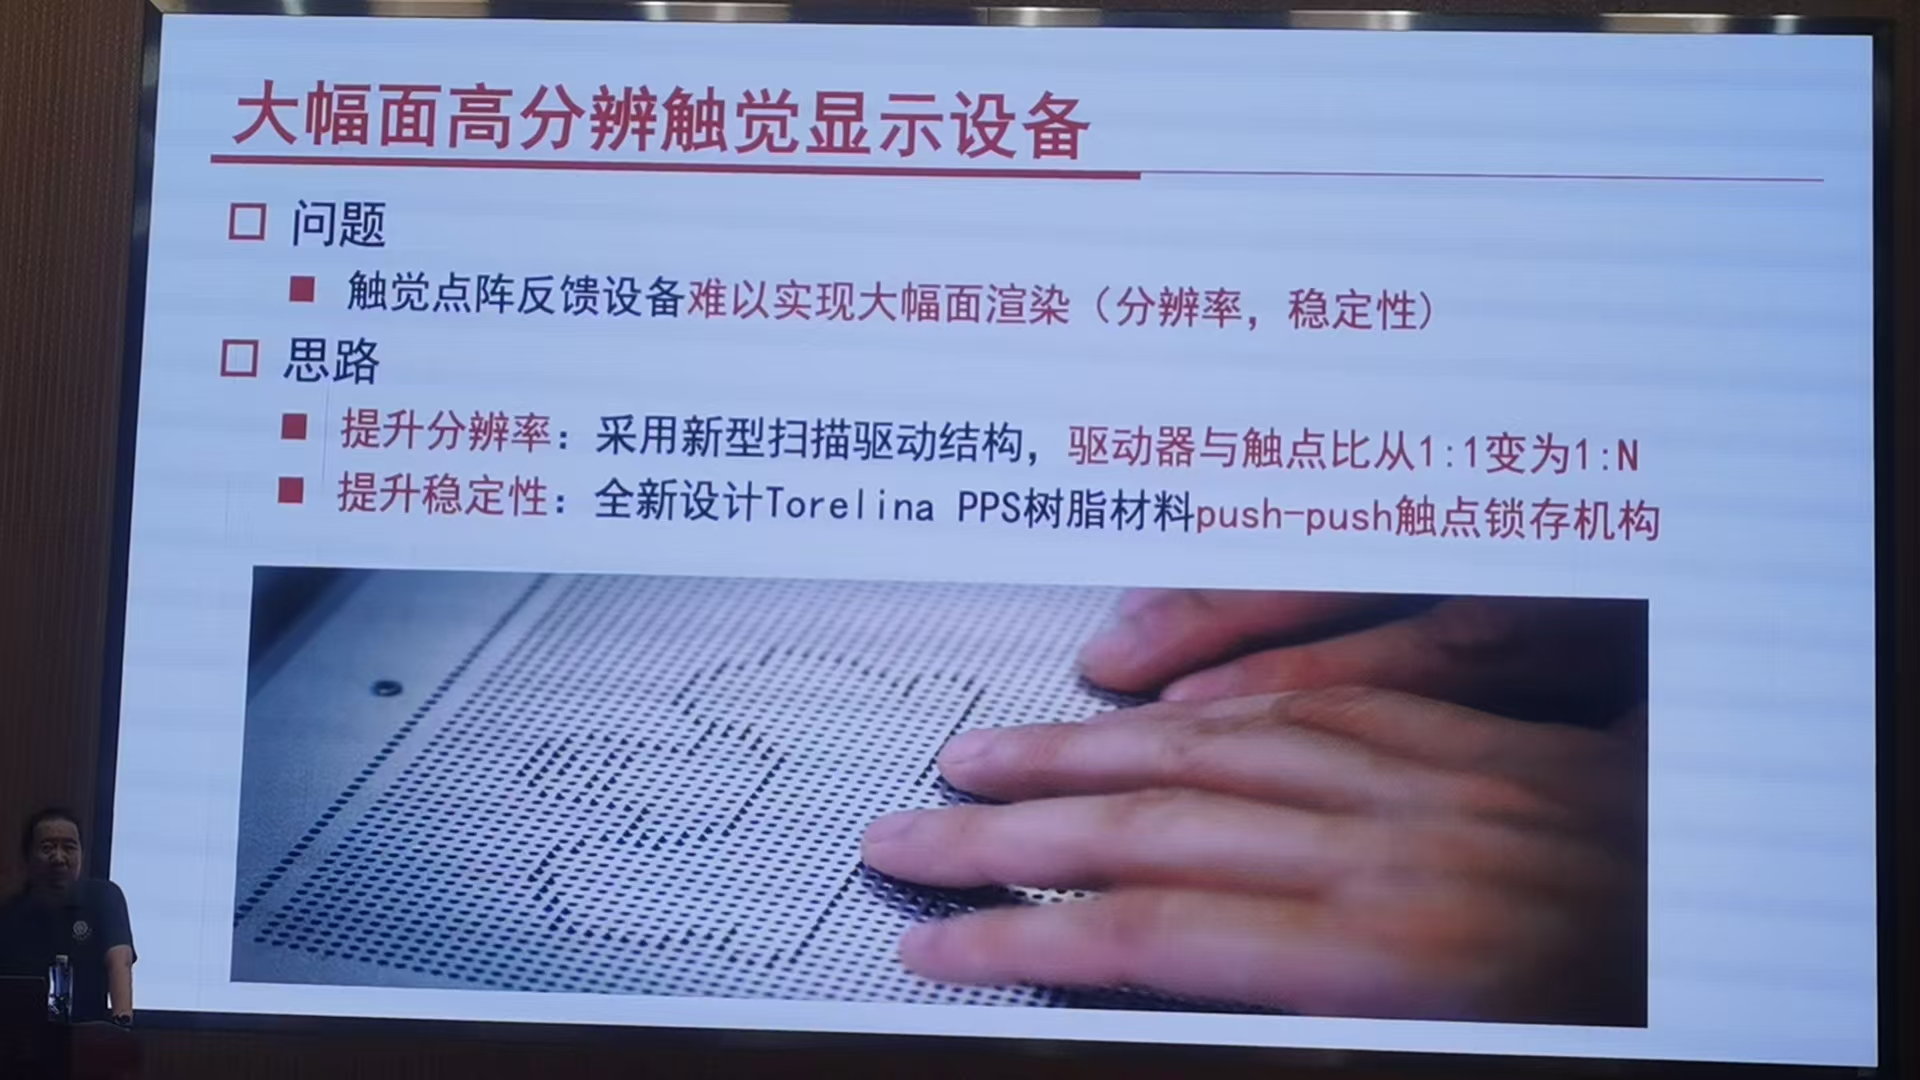 大幅面高分辨触觉显示设备
问题
触觉点阵反馈设备难以实现大幅面渲染（分辨率，稳定性）
思路
提升分辨率：采用新型扫描驱动结构，驱动器与触点比从1:1变为1:N
提升稳定性：全新设计Torelina PPS树脂材料push-push触点锁存机构